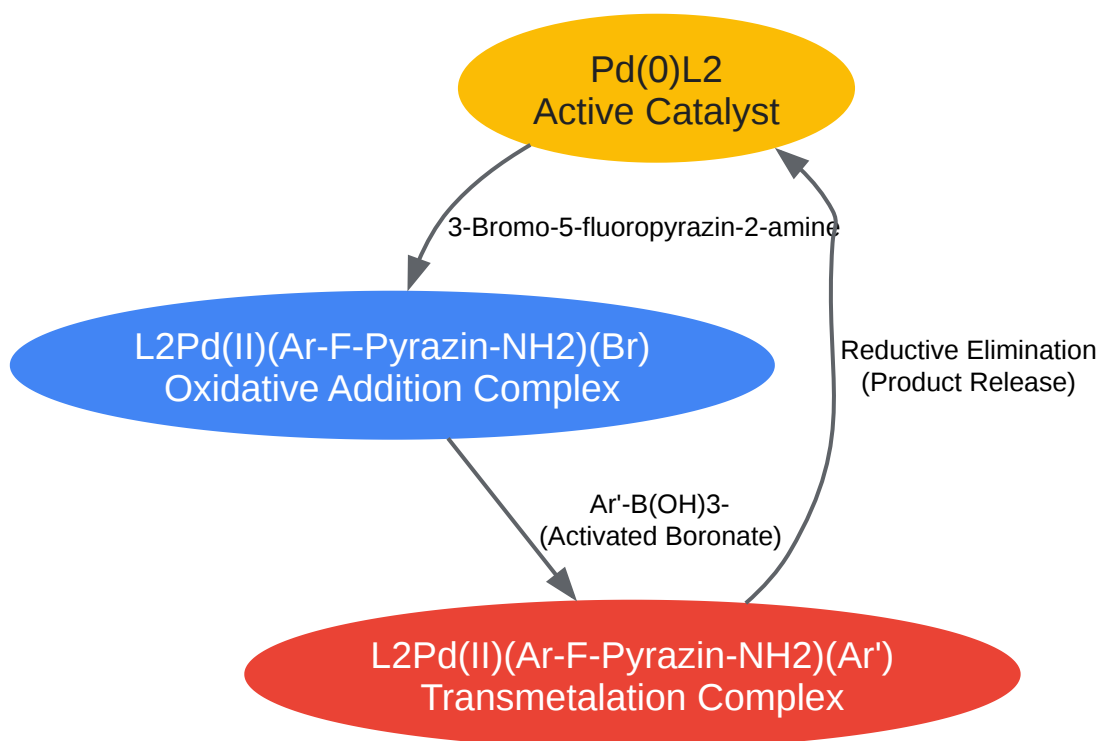 Pd(0)L2
Active Catalyst
3-Bromo-5-fluoropyrazin-2-amine
L2Pd(II)(Ar-F-Pyrazin-NH2)(Br)
Oxidative Addition Complex
Reductive Elimination
(Product Release)
Ar'-B(OH)3-
(Activated Boronate)
L2Pd(II)(Ar-F-Pyrazin-NH2)(Ar')
Transmetalation Complex